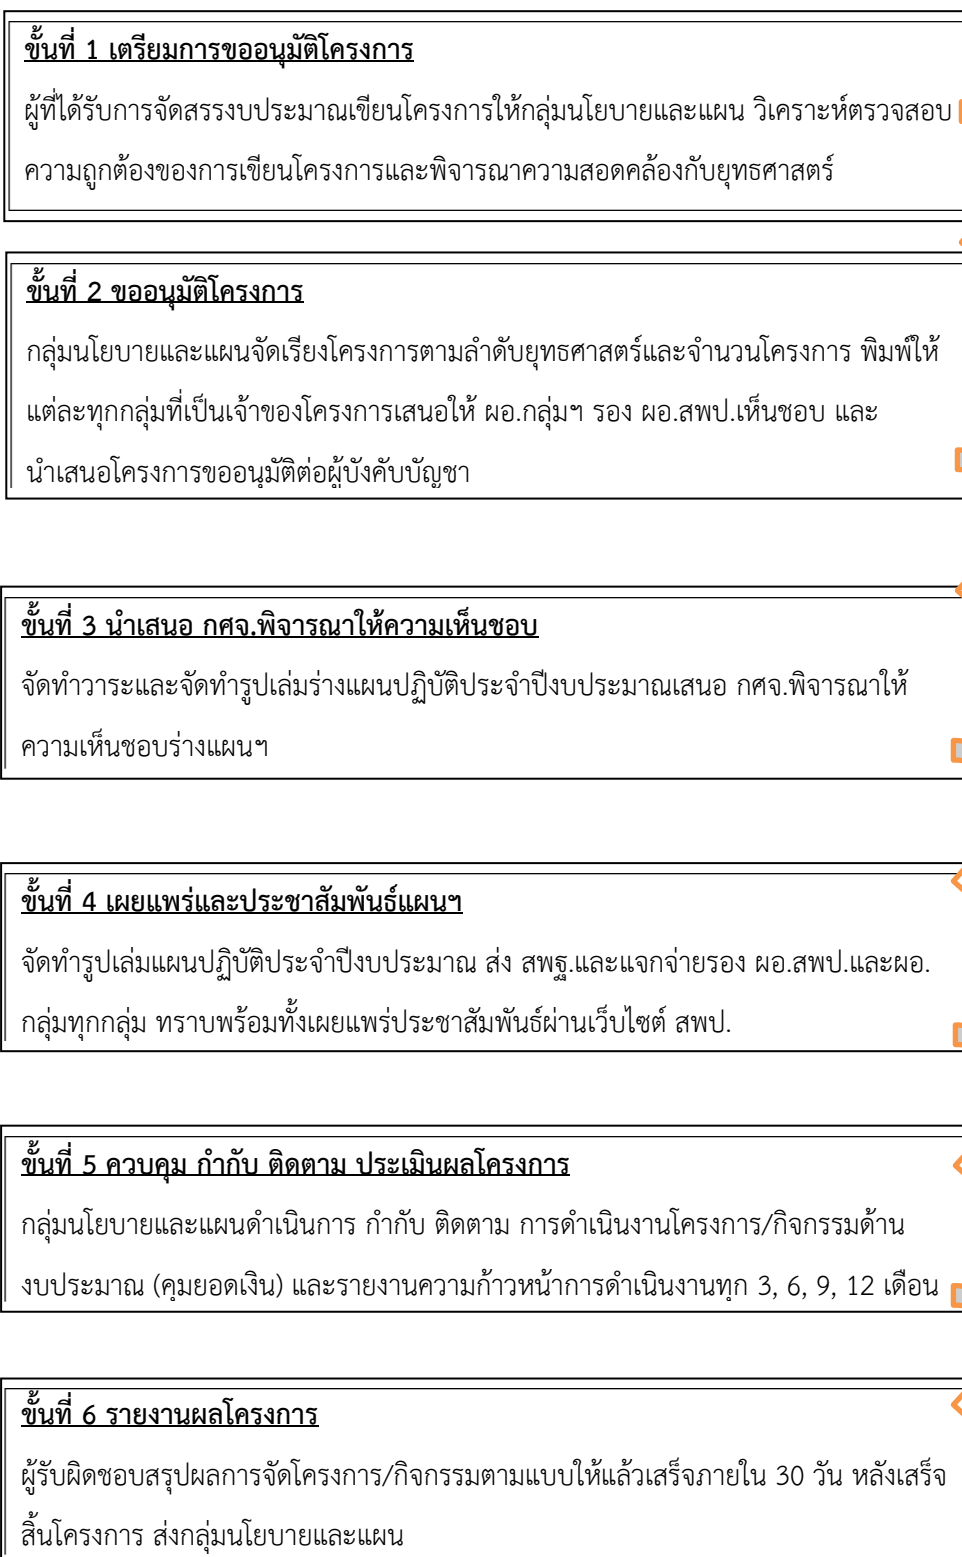 ขั้นที่ 1 เตรียมการขออนุมัติโครงการ
ผู้ที่ได้รับการจัดสรรงบประมาณเขียนโครงการให้กลุ่มนโยบายและแผน วิเคราะห์ตรวจสอบ
ความถูกต้องของการเขียนโครงการและพิจารณาความสอดคล้องกับยุทธศาสตร์
ขั้นที่ 2 ขออนุมัติโครงการ
กลุ่มนโยบายและแผนจัดเรียงโครงการตามลำดับยุทธศาสตร์และจำนวนโครงการ พิมพ์ให้
แต่ละทุกกลุ่มที่เป็นเจ้าของโครงการเสนอให้ ผอ.กลุ่มฯ รอง ผอ.สพป.เห็นชอบ และ
นำเสนอโครงการขออนุมัติต่อผู้บังคับบัญชา
ขั้นที่ 3 นำเสนอ กศจ.พิจารณาให้ความเห็นชอบ
จัดทำวาระและจัดทำรูปเล่มร่างแผนปฏิบัติประจำปีงบประมาณเสนอ กศจ.พิจารณาให้
ความเห็นชอบร่างแผนฯ
ขั้นที่ 4 เผยแพร่และประชาสัมพันธ์แผนฯ
จัดทำรูปเล่มแผนปฏิบัติประจำปีงบประมาณ ส่ง สพฐ.และแจกจ่ายรอง ผอ.สพป.และผอ.
กลุ่มทุกกลุ่ม ทราบพร้อมทั้งเผยแพร่ประชาสัมพันธ์ผ่านเว็บไซต์ สพป.
ขั้นที่ 5 ควบคุม กำกับ ติดตาม ประเมินผลโครงการ
กลุ่มนโยบายและแผนดำเนินการ กำกับ ติดตาม การดำเนินงานโครงการ/กิจกรรมด้าน
งบประมาณ (คุมยอดเงิน) และรายงานความก้าวหน้าการดำเนินงานทุก 3, 6, 9, 12 เดือน
ขั้นที่ 6 รายงานผลโครงการ
ผู้รับผิดชอบสรุปผลการจัดโครงการ/กิจกรรมตามแบบให้แล้วเสร็จภายใน 30 วัน หลังเสร็จ
สิ้นโครงการ ส่งกลุ่มนโยบายและแผน